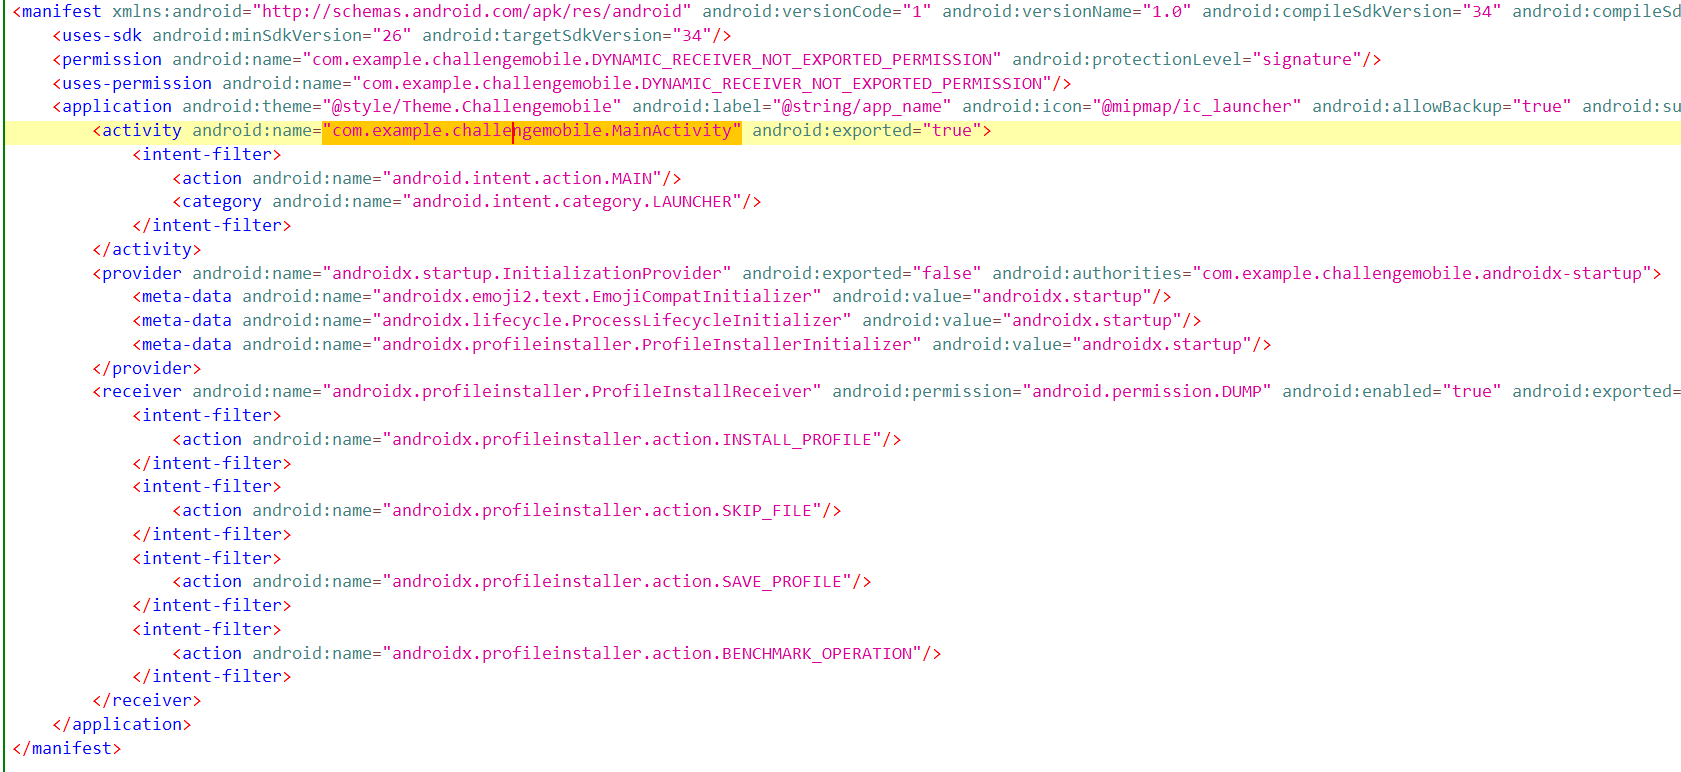 <manifest xmlns:android="http://schemas.android.com/apk/res/android" android:versionCode="1" android:versionName="1.0" android:compileSdkVersion="34" android:compileSd
<uses-sdk android:minSdkVersion="26" android:targetSdkVersion="34"/>
<permission android:name="com.example.challengemobile.DYNAMIC_RECEIVER_NOT_EXPORTED_PERMISSION" android:protectionLevel="signature"/>
<uses-permission android:name="com.example.challengemobile.DYNAMIC_RECEIVER_NOT_EXPORTED_PERMISSION"/>
<application android:theme="@style/Theme.Challengemobile" android:label="@string/app_name" android:icon="@mipmap/ic_launcher" android:allowBackup="true" android:su
<activity android:name="com.example.challengemobile.MainActivity" android:exported="true">
<intent-filter>
<action android:name="android.intent.action.MAIN"/>
<category android:name="android.intent.category.LAUNCHER"/>
</intent-filter>
</activity>
<provider android:name="androidx.startup.InitializationProvider" android:exported="false" android:authorities="com.example.challengemobile.androidx-startup">
<meta-data android:name="androidx.emoji2.text.EmojiCompatInitializer" android:value="androidx.startup"/>
<meta-data android:name="androidx.lifecycle.ProcessLifecycleInitializer" android:value="androidx.startup"/>
<meta-data android:name="androidx.profileinstaller.ProfileInstallerInitializer" android:value="androidx.startup"/>
</provider>
<receiver android:name="androidx.profileinstaller.ProfileInstallReceiver" android:permission="android.permission.DUMP" android:enabled="true" android:exported=
<intent-filter>
<action android:name="androidx.profileinstaller.action.INSTALL_PROFILE"/>
</intent-filter>
<intent-filter>
<action android:name="androidx.profileinstaller.action.SKIP_FILE"/>
</intent-filter>
<intent-filter>
<action android:name="androidx.profileinstaller.action.SAVE_PROFILE"/>
</intent-filter>
<intent-filter>
<action android:name="androidx.profileinstaller.action.BENCHMARK_OPERATION"/>
</intent-filter>
</receiver>
</application>
</manifest>